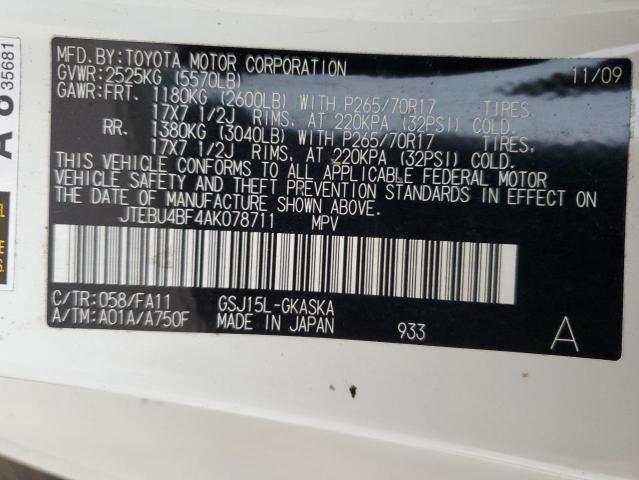 MFD.BY:TOYOTA MOTOR CORPORATION 11/09
GVWR:2525KG (5570LB)
GAWR:FRT. 1180KG (2600LB) WITH P265/70R17 TIRES,
17X7 1/2J RIMS, AT 220KPA (32PSI) COLD.
RR. 1380KG (3040LB) WITH P265/70R17 TIRES,
17X7 1/2J RIMS, AT 220KPA (32PSI) COLD.
THIS VEHICLE CONFORMS TO ALL APPLICABLE FEDERAL MOTOR
VEHICLE SAFETY AND THEFT PREVENTION STANDARDS IN EFFECT ON
THE DATE OF MANUFACTURE SHOWN ABOVE.
JTEBU4BF4AK078711 MPV
C/TR:058/FA11 GSJ15L-GKASKA
A/TM:A01A/A750F MADE IN JAPAN 933 A
35681